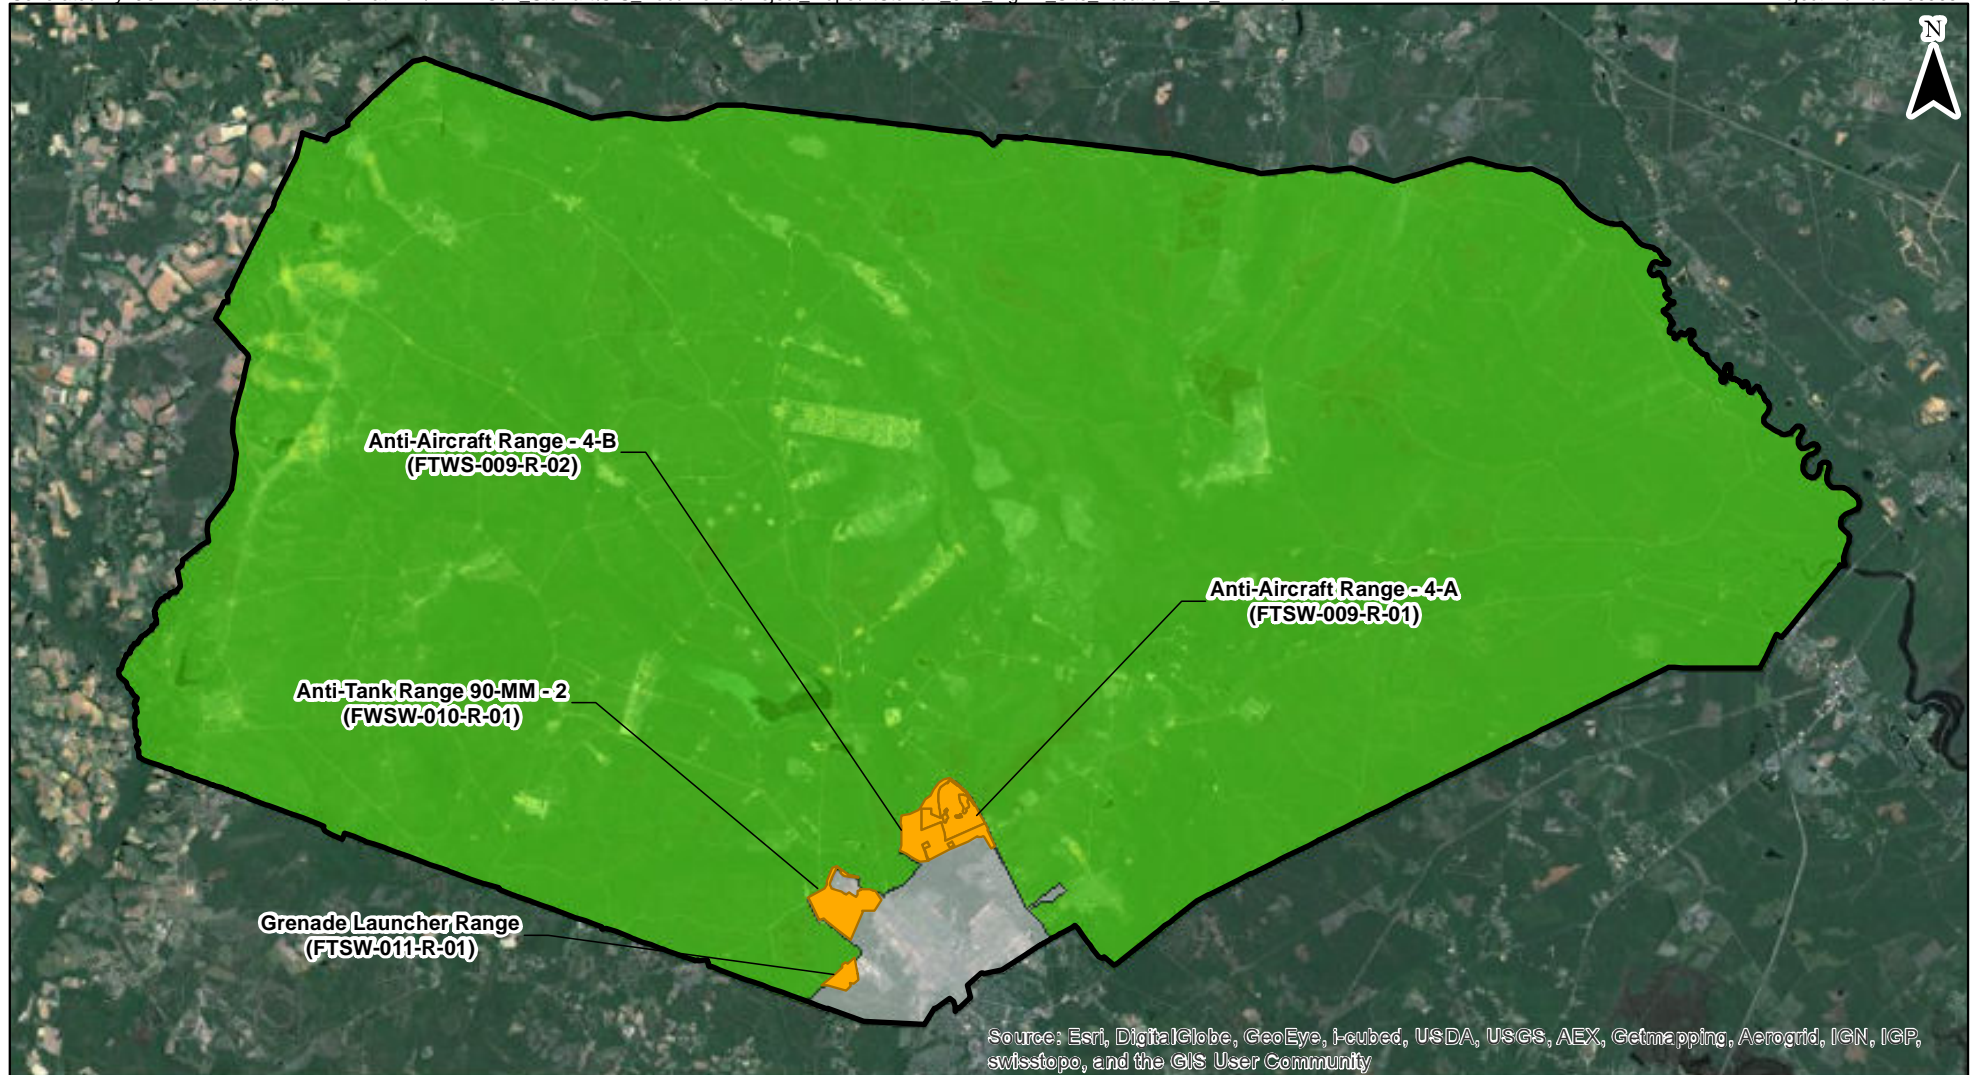 N
Anti-Aircraft Range - 4-B
(FTWS-009-R-02)
Anti-Aircraft Range - 4-A
(FTSW-009-R-01)
Anti-Tank Range 90-MM - 2
(FWSW-010-R-01)
Grenade Launcher Range
(FTSW-011-R-01)
Source: Esri, DigitalGlobe, GeoEye, i-cubed, USDA, USGS, AEX, Getmapping, Aerogrid, IGN, IGP,
swisstopo, and the GIS User Community